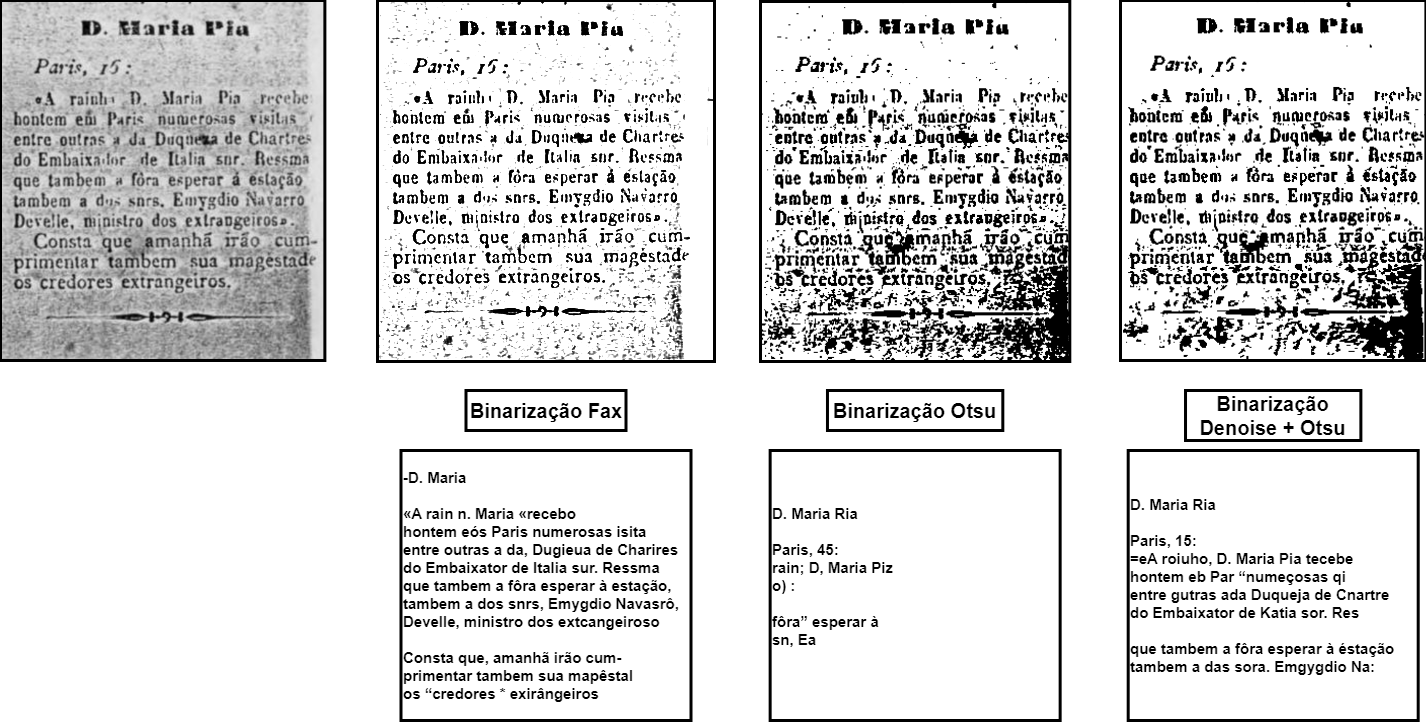 D. Maria Pia
Paris, 15:
«A rainha D. Maria Pia recebe
hontem em Paris numerosas visitas
entre outras a da Duqueza de Chartres
do Embaixador de Italia snr. Ressma
que tambem a fôra esperar á estação
tambem a dos snrs. Emygdio Navarro
Develle, ministro dos extrangeiros».
Consta que amanhã irão cum-
primentar tambem sua magestade
os credores extrangeiros.
D. Maria Pia
Paris, 15:
«A rainha D. Maria Pia recebe
hontem em Paris numerosas visitas
entre outras a da Duqueza de Chartres
do Embaixador de Italia snr. Ressma
que tambem a fôra esperar á estação
tambem a dos snrs. Emygdio Navarro
Develle, ministro dos extrangeiros».
Consta que amanhã irão cum-
primentar tambem sua magestade
os credores extrangeiros.
D. Maria Pia
Paris, 15:
«A rainha D. Maria Pia recebe
hontem em Paris numerosas visitas
entre outras a da Duqueza de Chartres
do Embaixador de Italia snr. Ressma
que tambem a fôra esperar á estação
tambem a dos snrs. Emygdio Navarro
Develle, ministro dos extrangeiros».
Consta que amanhã irão cum
primentar tambem sua magestade
os credores extrangeiros.
D. Maria Pia
Paris, 15:
«A rainha D. Maria Pia recebe
hontem em Paris numerosas visitas
entre outras a da Duqueza de Chartres
do Embaixador de Italia snr. Ressma
que tambem a fôra esperar á estação
tambem a dos snrs. Emygdio Navarro
Develle, ministro dos extrangeiros».
Consta que amanhã irão cum
primentar tambem sua magestade
os credores extrangeiros.
Binarização Fax
Binarização Otsu
Binarização
Denoise + Otsu
-D. Maria
«A rain n. Maria «recebo
hontem eós Paris numerosas isita
entre outras a da, Dugieua de Charires
do Embaixator de Italia sur. Ressma
que tambem a fôra esperar à estação,
tambem a dos snrs, Emygdio Navasrô,
Develle, ministro dos extcangeiroso
Consta que, amanhã irão cum-
primentar tambem sua mapêstal
os “credores * exirângeiros
D. Maria Ria
Paris, 45:
rain; D, Maria Piz
o) :
fôra” esperar à
sn, Ea
D. Maria Ria
Paris, 15:
=eA roiuho, D. Maria Pia tecebe
hontem eb Par “numeçosas qi
entre gutras ada Duqueja de Cnartre
do Embaixator de Katia sor. Res
que tambem a fôra esperar à éstação
tambem a das sora. Emgygdio Na: